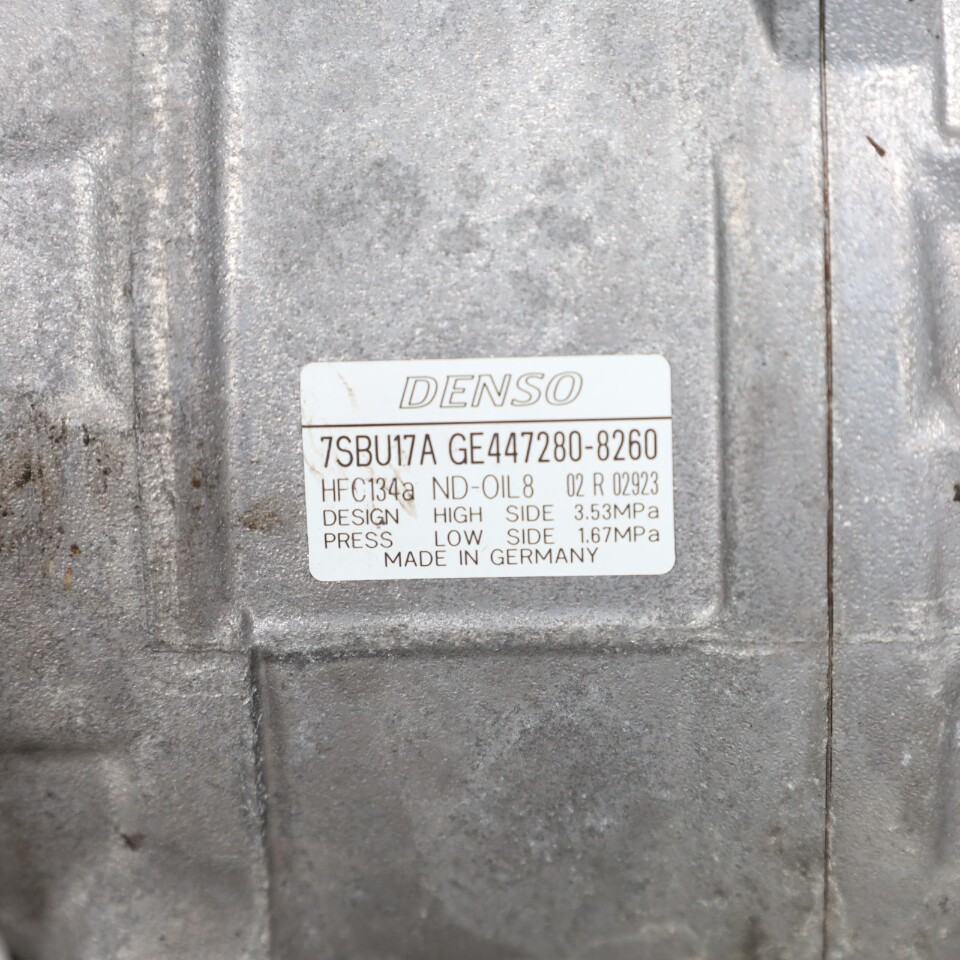 DENSO
7SBU17A GE447280-8260
HFC134a ND-OIL8 02 R 02923
DESIGN HIGH SIDE 3.53MPa
PRESS LOW SIDE 1.67MPa
MADE IN GERMANY